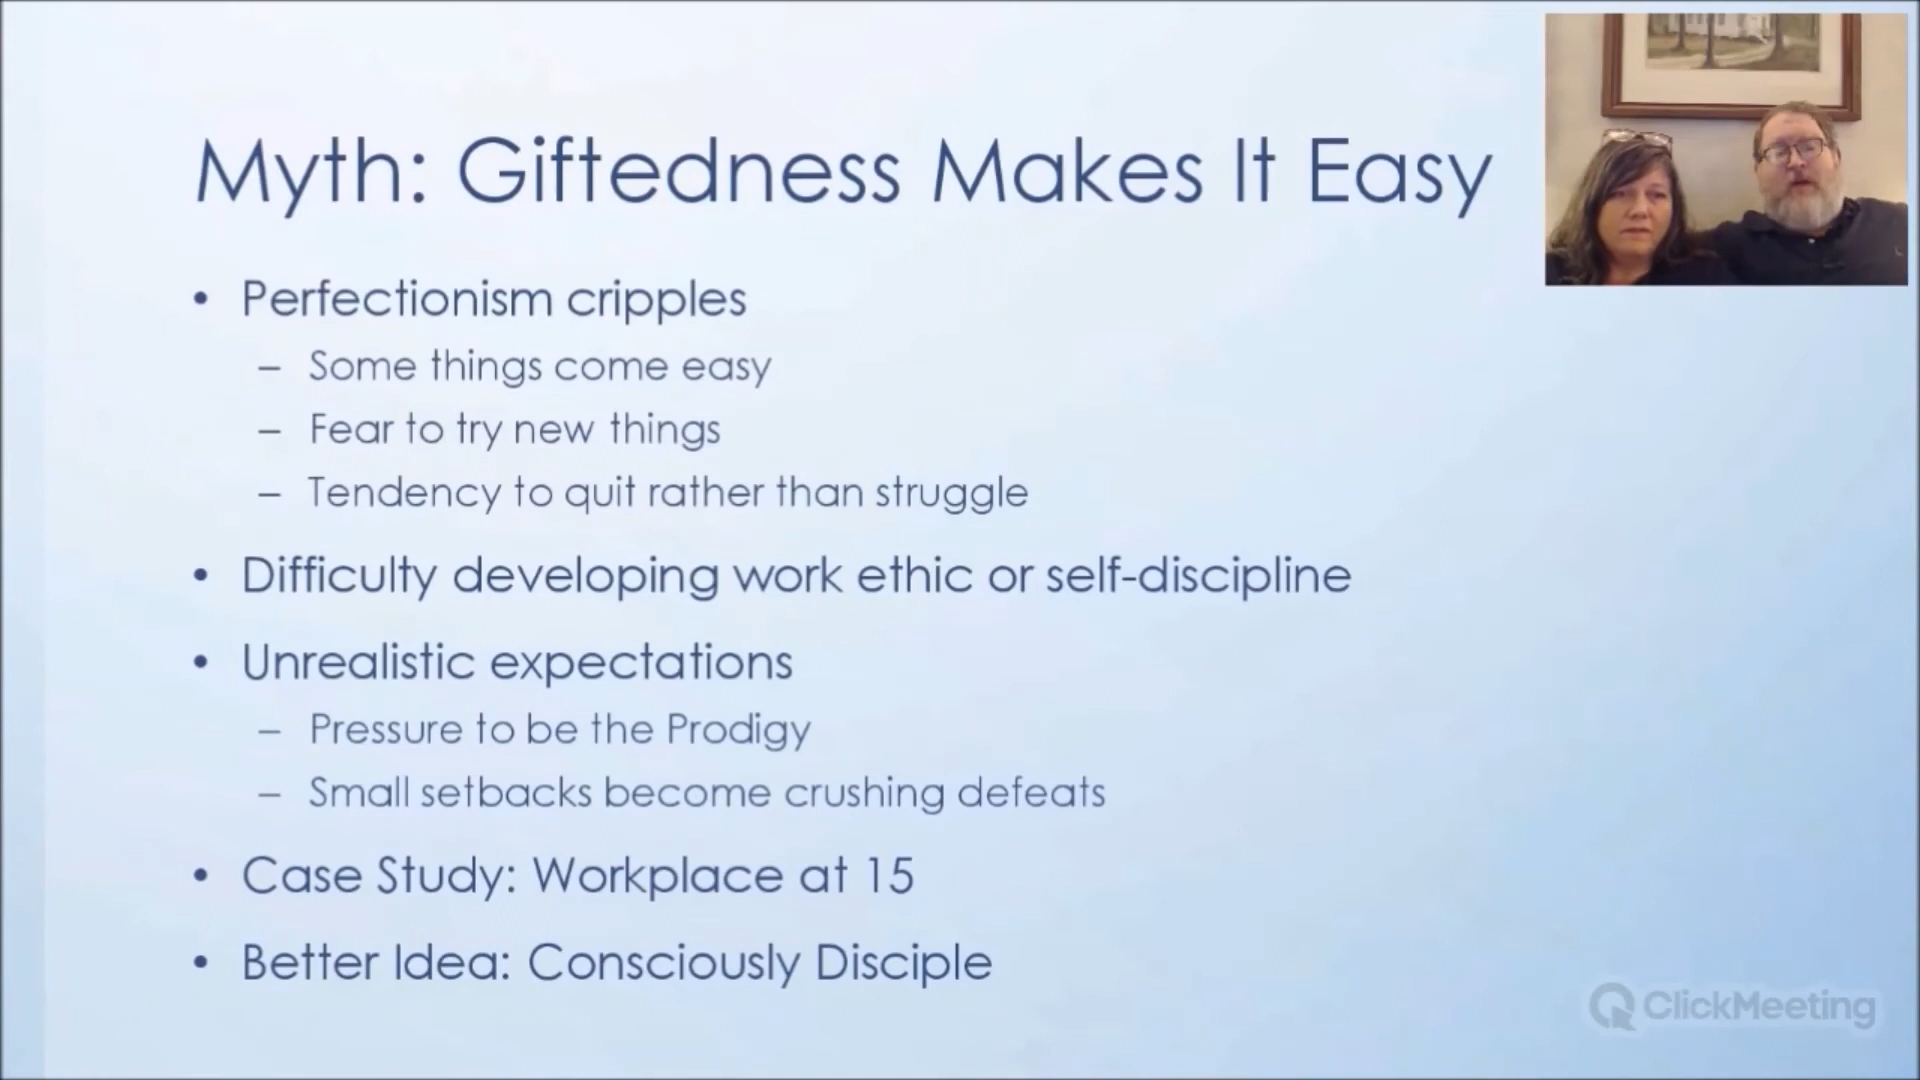 Myth: Giftedness Makes It Easy
• Perfectionism cripples
– Some things come easy
– Fear to try new things
– Tendency to quit rather than struggle
• Difficulty developing work ethic or self-discipline
• Unrealistic expectations
– Pressure to be the Prodigy
– Small setbacks become crushing defeats
• Case Study: Workplace at 15
• Better Idea: Consciously Disciple
ClickMeeting